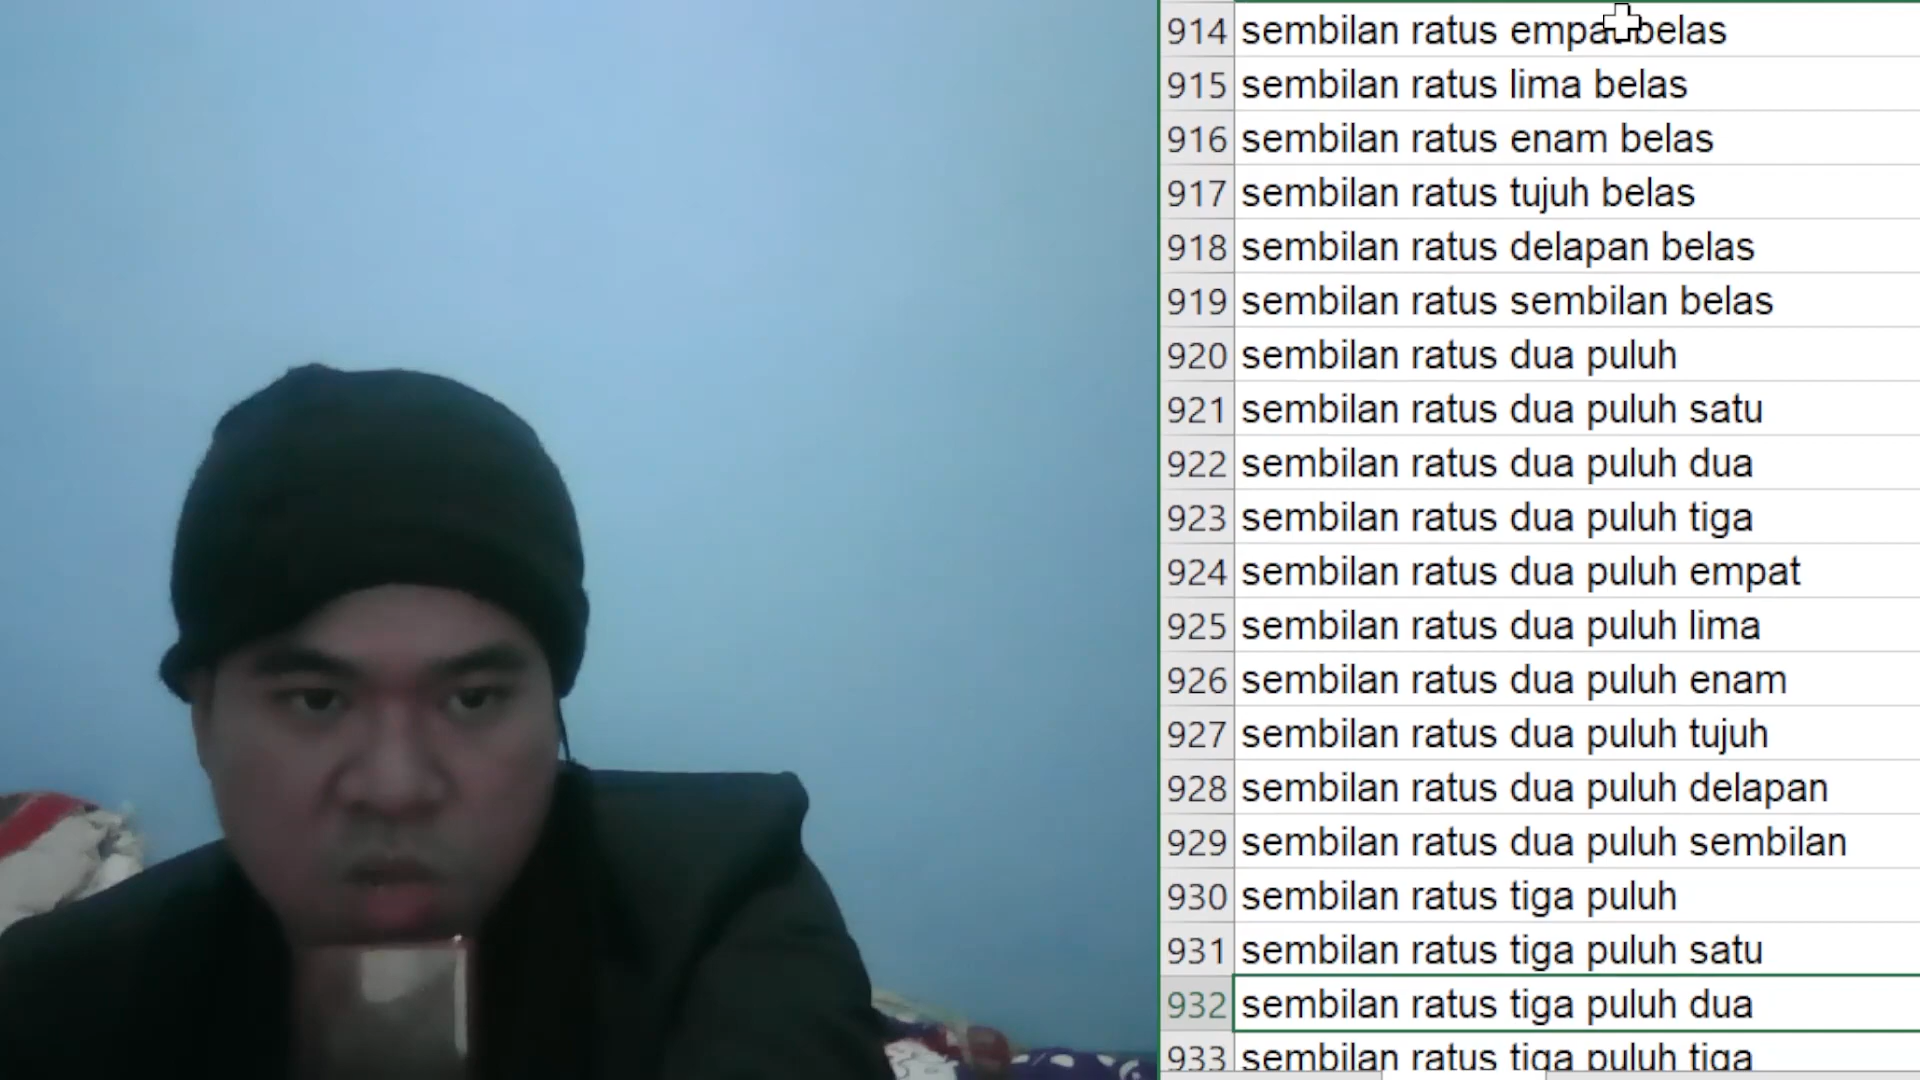 914 sembilan ratus empat belas
915 sembilan ratus lima belas
916 sembilan ratus enam belas
917 sembilan ratus tujuh belas
918 sembilan ratus delapan belas
919 sembilan ratus sembilan belas
920 sembilan ratus dua puluh
921 sembilan ratus dua puluh satu
922 sembilan ratus dua puluh dua
923 sembilan ratus dua puluh tiga
924 sembilan ratus dua puluh empat
925 sembilan ratus dua puluh lima
926 sembilan ratus dua puluh enam
927 sembilan ratus dua puluh tujuh
928 sembilan ratus dua puluh delapan
929 sembilan ratus dua puluh sembilan
930 sembilan ratus tiga puluh
931 sembilan ratus tiga puluh satu
932 sembilan ratus tiga puluh dua
933 sembilan ratus tiga puluh tiga